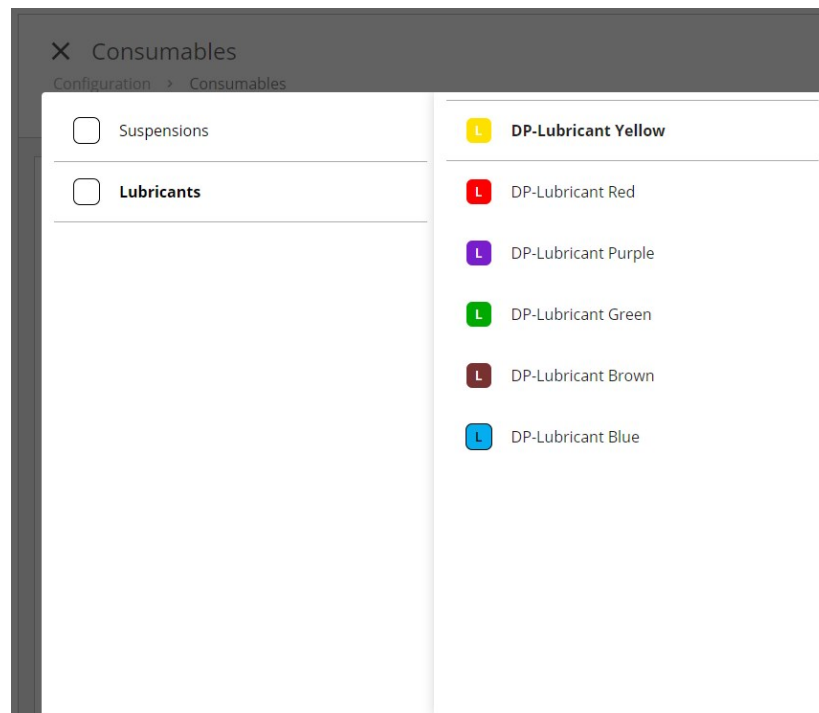 Consumables
Configuration > Consumables
Suspensions
Lubricants
L DP-Lubricant Yellow
L DP-Lubricant Red
L DP-Lubricant Purple
L DP-Lubricant Green
L DP-Lubricant Brown
L DP-Lubricant Blue